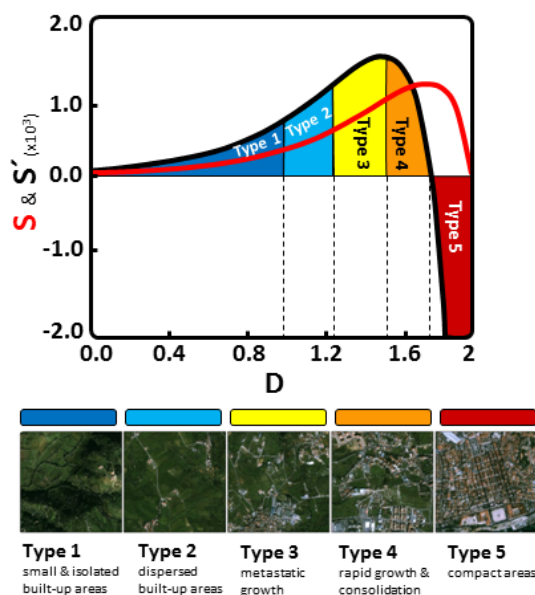 2.0
1.0
0.0
-1.0
-2.0
S & S´ (x10³)
Type 1
Type 2
Type 3
Type 4
Type 5
0.0 0.4 0.8 1.2 1.6 2
D
Type 1 Type 2 Type 3 Type 4 Type 5
small & isolated dispersed metastatic rapid growth & compact areas
built-up areas built-up areas growth consolidation